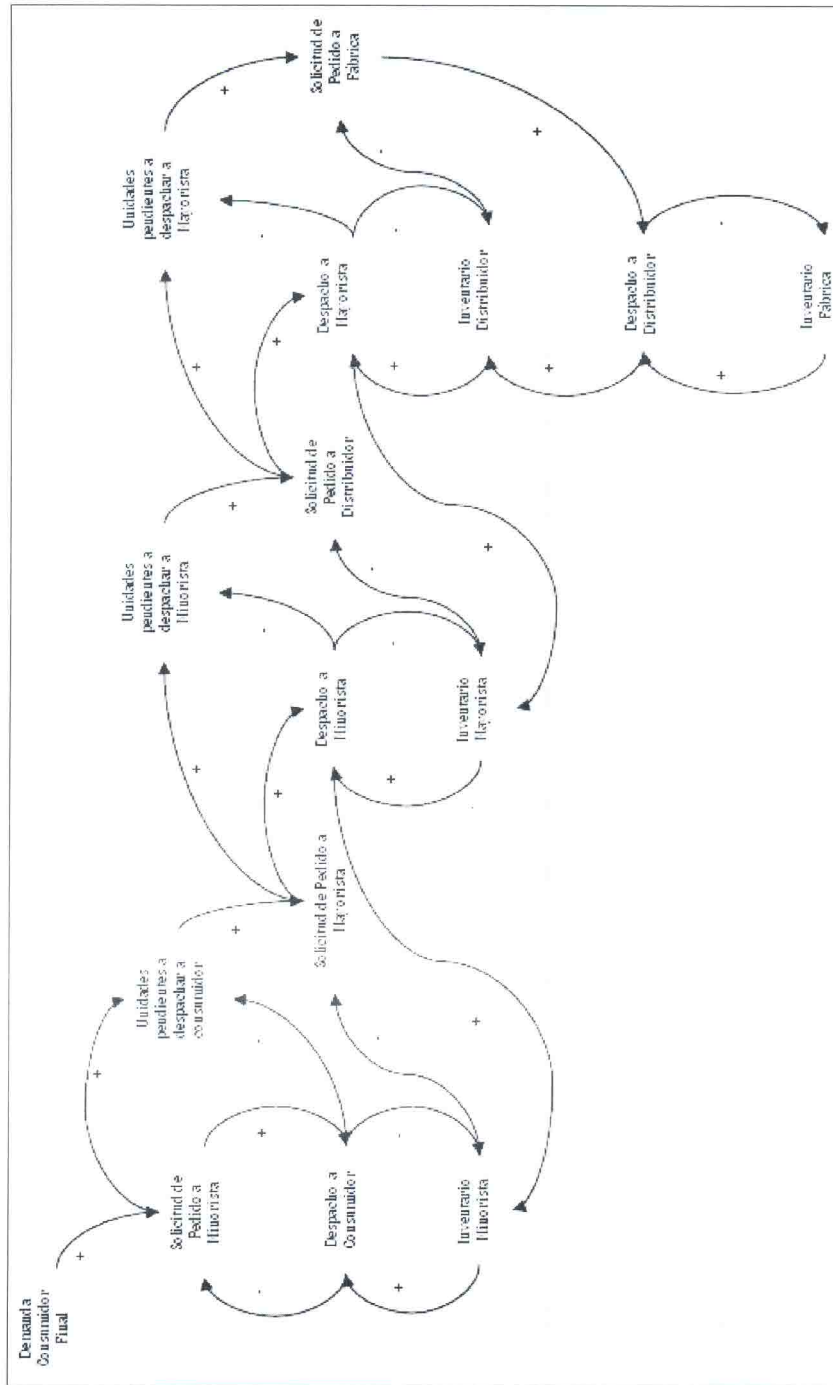 Demanda
Consumidor
Final
Solicitud de
Pedido a
Minorista
Despacho a
Consumidor
Inventario
Minorista
Unidades
pendientes a
despachar a
consumidor
Solicitud de Pedido a
Mayorista
Despacho a
Minorista
Inventario
Mayorista
Unidades
pendientes a
despachar a
Minorista
Solicitud de
Pedido a
Distribuidor
Despacho a
Mayorista
Inventario
Distribuidor
Unidades
pendientes a
despachar a
Mayorista
Solicitud de
Pedido a
Fábrica
Despacho a
Distribuidor
Inventario
Fábrica